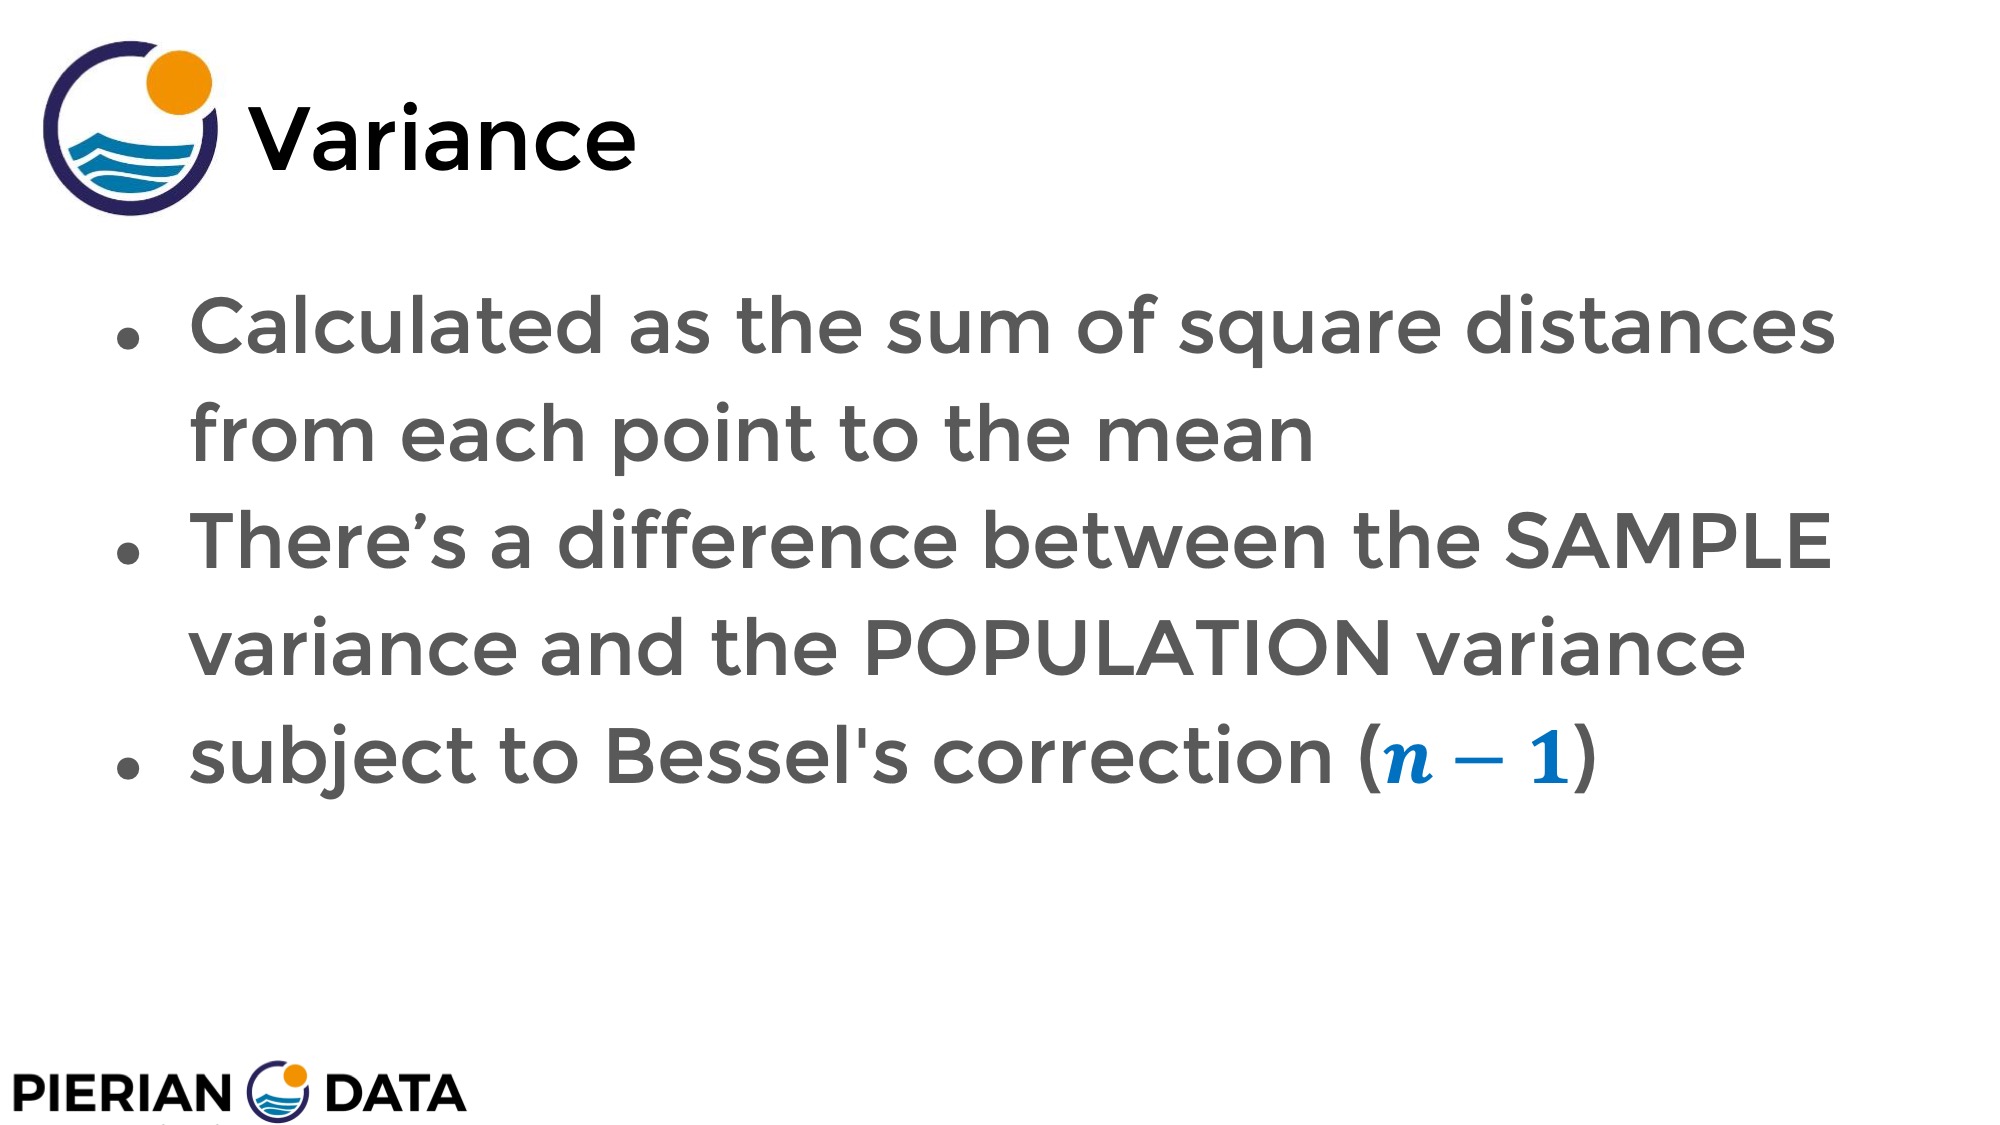 Variance
• Calculated as the sum of square distances
from each point to the mean
• There’s a difference between the SAMPLE
variance and the POPULATION variance
• subject to Bessel's correction (n − 1)
PIERIAN DATA